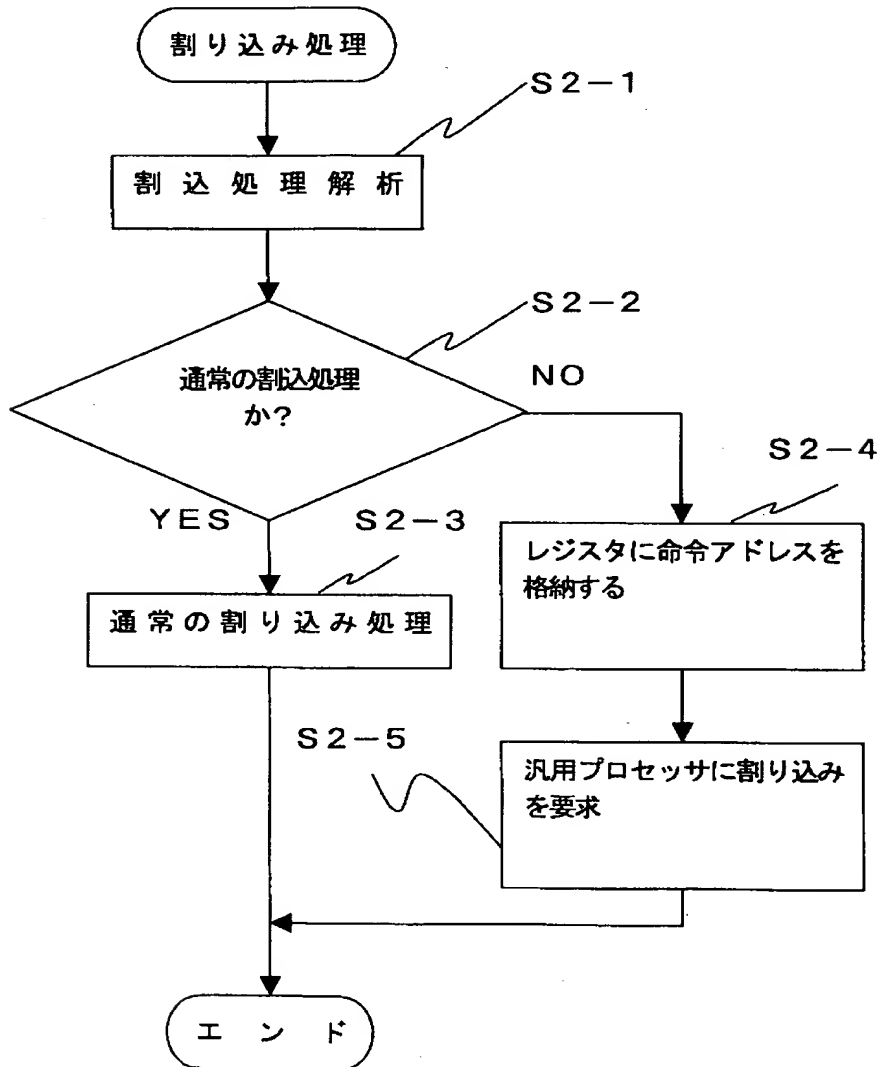 割り込み処理
S2-1
割込処理解析
S2-2
通常の割込処理
か?
NO
YES
S2-3
S2-4
通常の割り込み処理
レジスタに命令アドレスを
格納する
S2-5
汎用プロセッサに割り込み
を要求
エンド